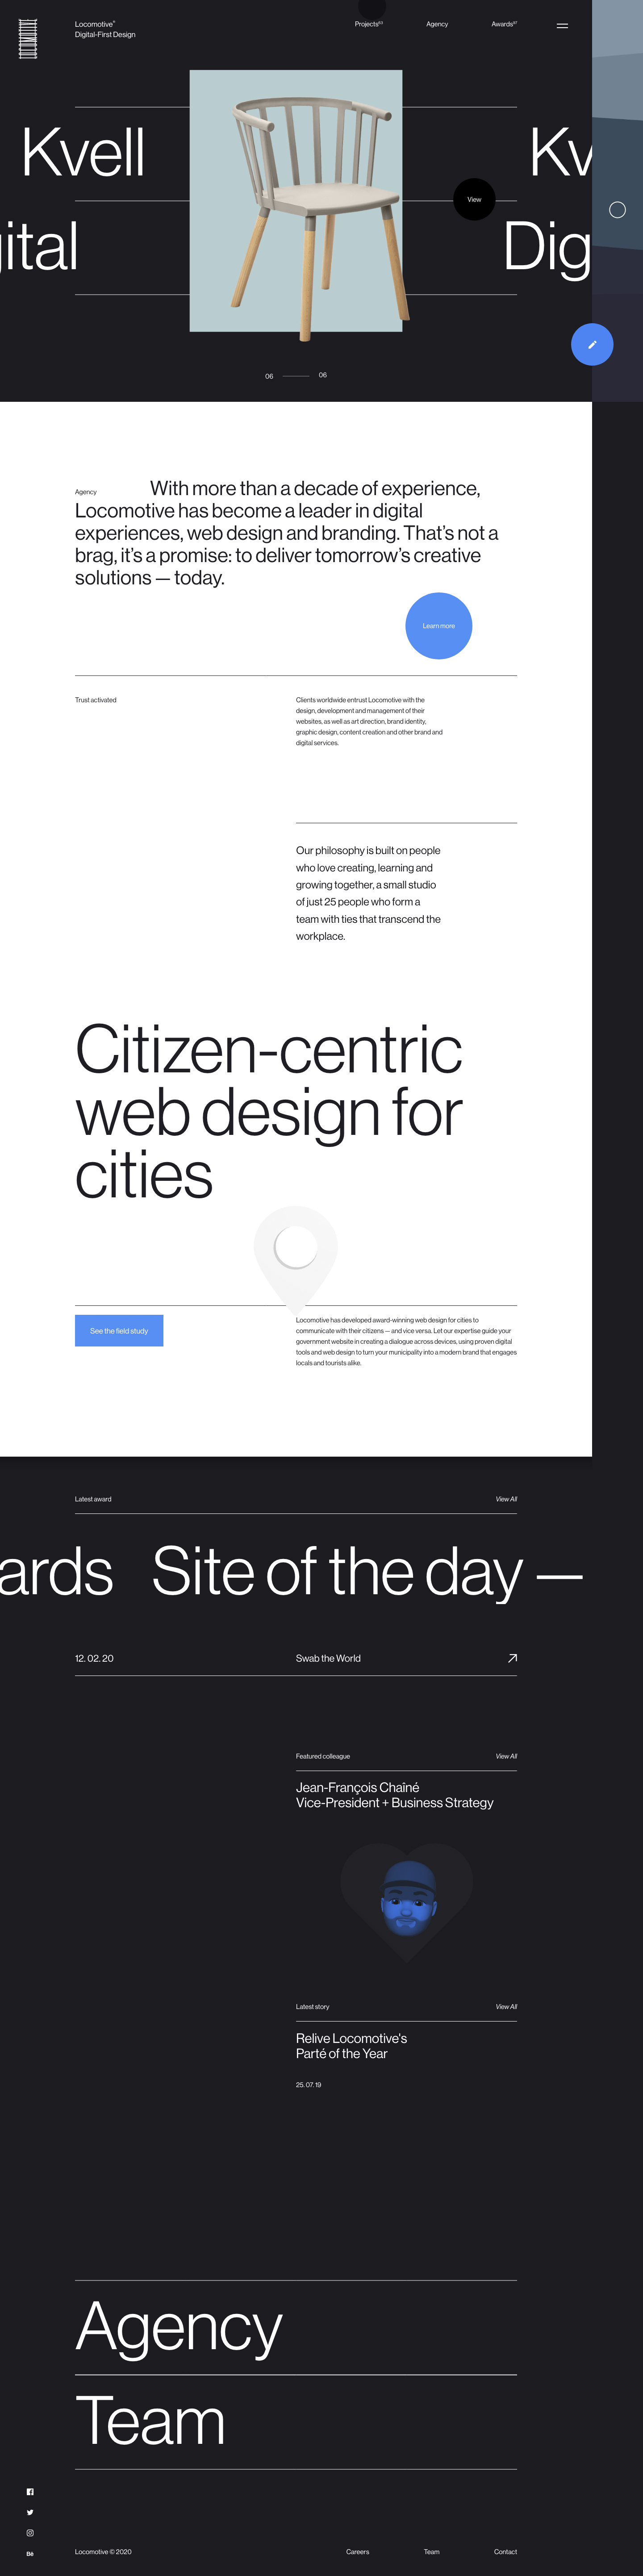 Locomotive®
Digital-First Design
Projects
Agency
Awards
Kvell
Kv
View
gital
Dig
06
06
Agency
With more than a decade of experience,
Locomotive has become a leader in digital
experiences, web design and branding. That’s not a
brag, it’s a promise: to deliver tomorrow’s creative
solutions — today.
Learn more
Trust activated
Clients worldwide entrust Locomotive with the
design, development and management of their
websites, as well as art direction, brand identity,
graphic design, content creation and other brand and
digital services.
Our philosophy is built on people
who love creating, learning and
growing together, a small studio
of just 25 people who form a
team with ties that transcend the
workplace.
Citizen-centric
web design for
cities
See the field study
Locomotive has developed award-winning web design for cities to
communicate with their citizens — and vice versa. Let our expertise guide your
government website in creating a dialogue across devices, using proven digital
tools and web design to turn your municipality into a modern brand that engages
locals and tourists alike.
Latest award
View All
ards Site of the day —
12. 02. 20
Swab the World
Featured colleague
View All
Jean-François Chaîné
Vice-President + Business Strategy
Latest story
View All
Relive Locomotive's
Parté of the Year
25. 07. 19
Agency
Team
Bē
Locomotive © 2020
Careers
Team
Contact